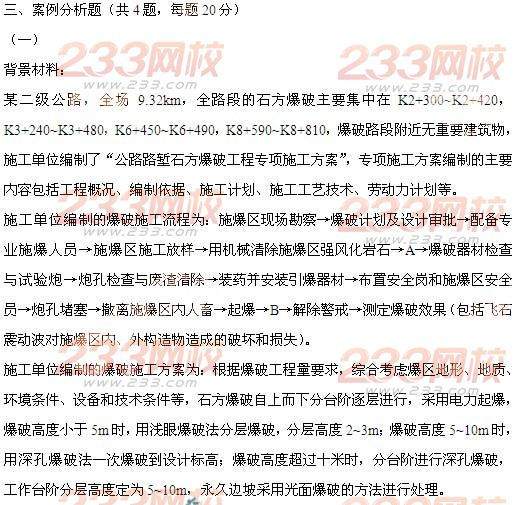 三、案例分析题（共4题，每题20分）
（一）
背景材料：
某二级公路，全场 9.32km，全路段的石方爆破主要集中在 K2+300~K2+420，
K3+240~K3+480，K6+450~K6+490，K8+590~K8+810，爆破路段附近无重要建筑物，
施工单位编制了“公路路堑石方爆破工程专项施工方案”，专项施工方案编制的主要
内容包括工程概况、编制依据、施工计划、施工工艺技术、劳动力计划等。
施工单位编制的爆破施工流程为：施爆区现场勘察→爆破计划及设计审批→配备专
业施爆人员→施爆区施工放样→用机械清除施爆区强风化岩石→A→爆破器材检查
与试验炮→炮孔检查与废渣清除→装药并安装引爆器材→布置安全岗和施爆区安全
员→炮孔堵塞→撤离施爆区内人畜→起爆→B→解除警戒→测定爆破效果（包括飞石
震动波对施爆区内、外构造物造成的破坏和损失）。
施工单位编制的爆破施工方案为：根据爆破工程量要求，综合考虑爆区地形、地质、
环境条件、设备和技术条件等，石方爆破自上而下分台阶逐层进行，采用电力起爆，
爆破高度小于5m时，用浅眼爆破法分层爆破，分层高度2~3m；爆破高度5~10m时，
用深孔爆破法一次爆破到设计标高；爆破高度超过十米时，分台阶进行深孔爆破，
工作台阶分层高度定为5~10m，永久边坡采用光面爆破的方法进行处理。
233网校
www.233.com